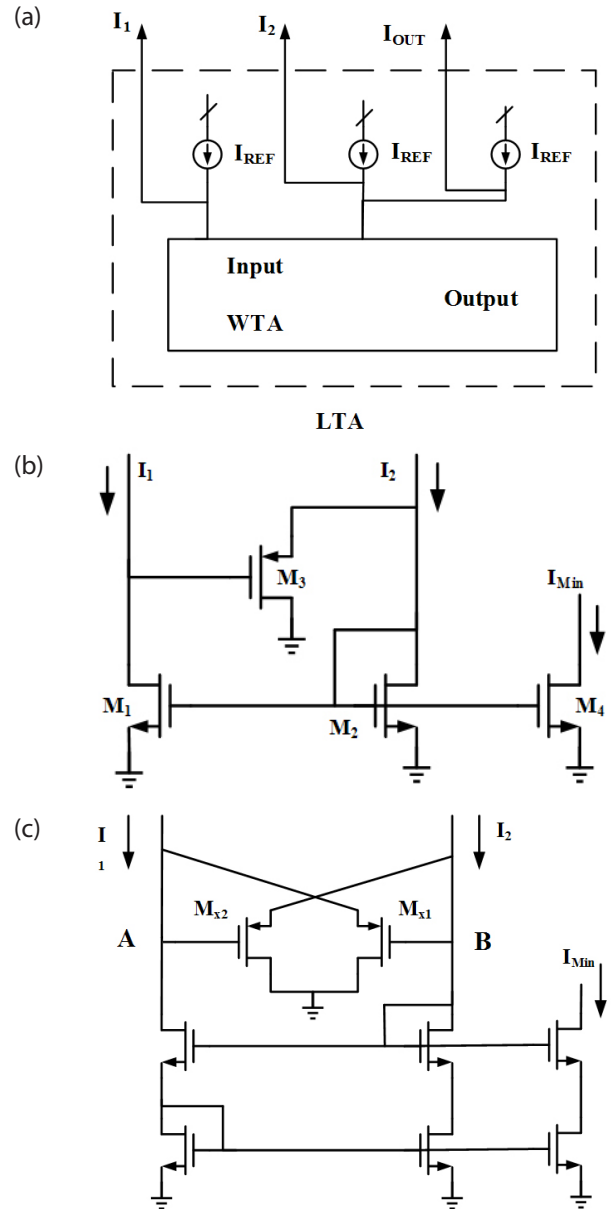 (a)
I1 I2 IOUT
IREF IREF IREF
Input
Output
WTA
LTA
(b)
I1 I2
M3
IMin
M1 M2 M4
(c)
I
1
I2
Mx2 Mx1
A B
IMin